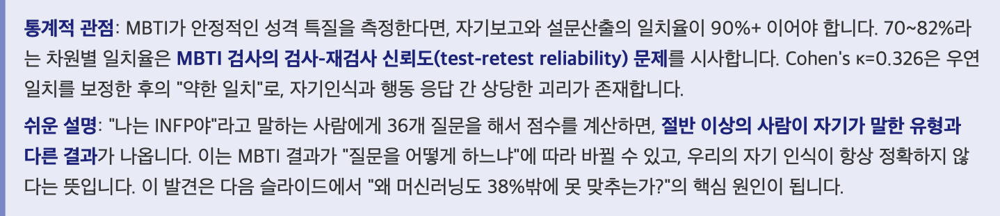 통계적 관점: MBTI가 안정적인 성격 특질을 측정한다면, 자기보고와 설문산출의 일치율이 90%+ 이어야 합니다. 70~82%라
는 차원별 일치율은 MBTI 검사의 검사-재검사 신뢰도(test-retest reliability) 문제를 시사합니다. Cohen's κ=0.326은 우연
일치를 보정한 후의 "약한 일치"로, 자기인식과 행동 응답 간 상당한 괴리가 존재합니다.
쉬운 설명: "나는 INFP야"라고 말하는 사람에게 36개 질문을 해서 점수를 계산하면, 절반 이상의 사람이 자기가 말한 유형과
다른 결과가 나옵니다. 이는 MBTI 결과가 "질문을 어떻게 하느냐"에 따라 바뀔 수 있고, 우리의 자기 인식이 항상 정확하지 않
다는 뜻입니다. 이 발견은 다음 슬라이드에서 "왜 머신러닝도 38%밖에 못 맞추는가?"의 핵심 원인이 됩니다.